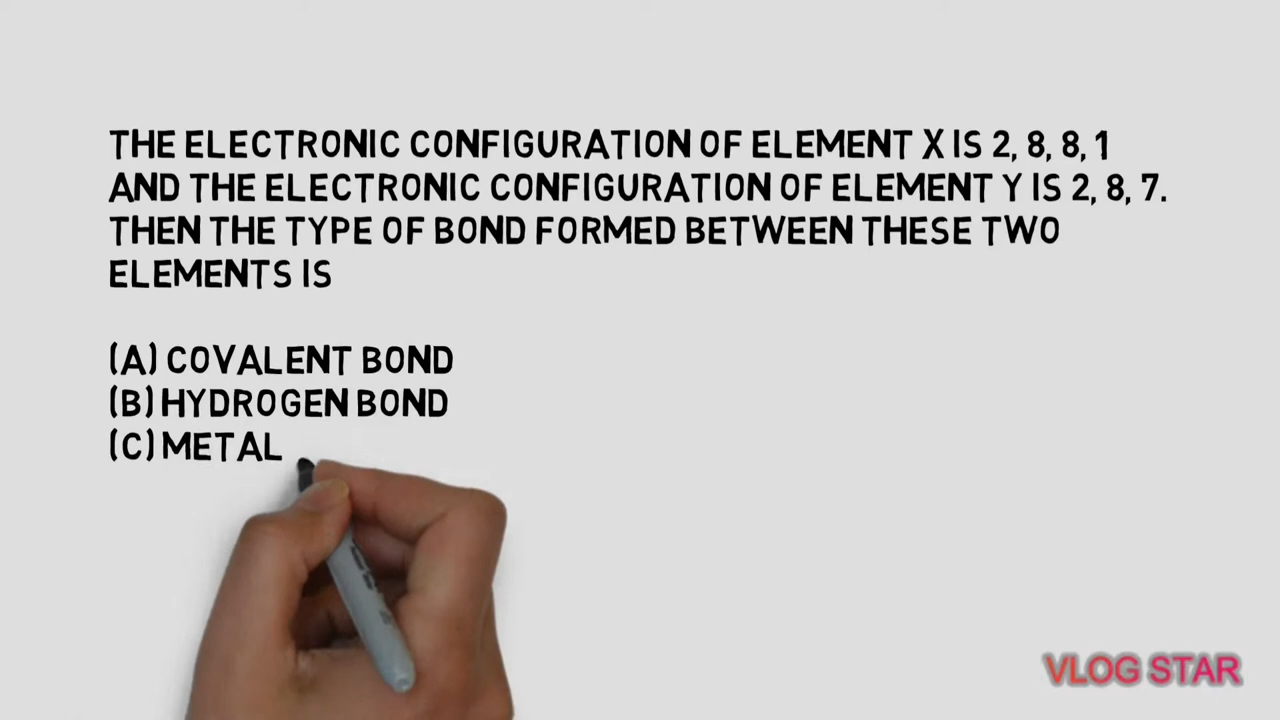 THE ELECTRONIC CONFIGURATION OF ELEMENT X IS 2, 8, 8, 1
AND THE ELECTRONIC CONFIGURATION OF ELEMENT Y IS 2, 8, 7.
THEN THE TYPE OF BOND FORMED BETWEEN THESE TWO
ELEMENTS IS
(A) COVALENT BOND
(B) HYDROGEN BOND
(C) METAL
VLOG STAR